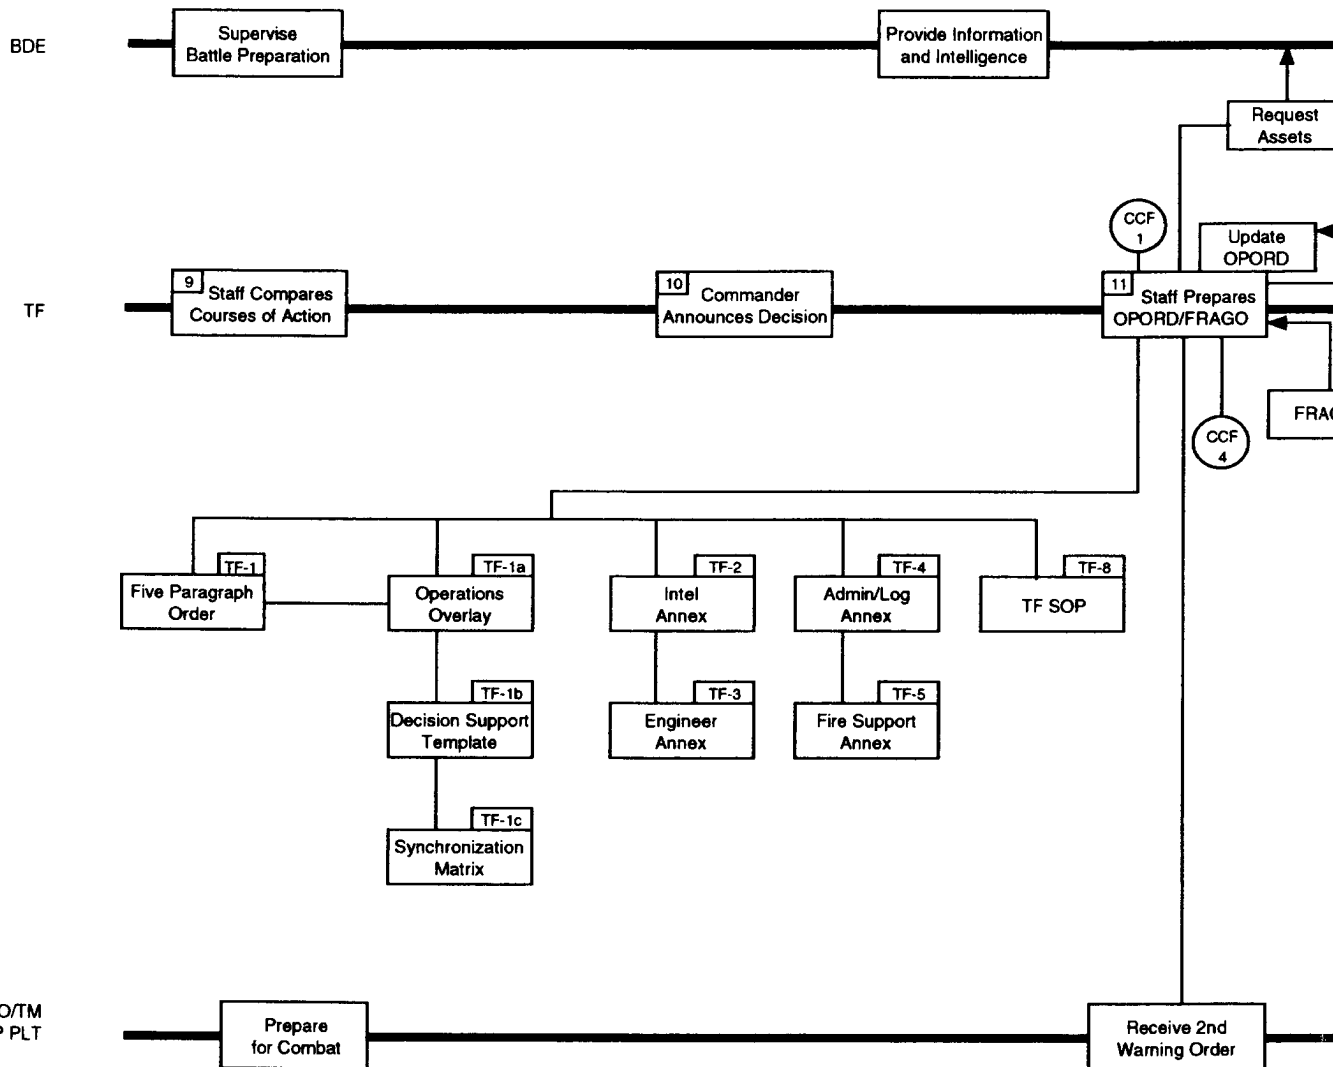 BDE
Supervise
Battle Preparation
Provide Information
and Intelligence
Request
Assets
CCF
1
Update
OPORD
TF
9
Staff Compares
Courses of Action
10
Commander
Announces Decision
11
Staff Prepares
OPORD/FRAGO
CCF
4
FRAG
TF-1
Five Paragraph
Order
TF-1a
Operations
Overlay
TF-2
Intel
Annex
TF-4
Admin/Log
Annex
TF-8
TF SOP
TF-1b
Decision Support
Template
TF-3
Engineer
Annex
TF-5
Fire Support
Annex
TF-1c
Synchronization
Matrix
O/TM
P PLT
Prepare
for Combat
Receive 2nd
Warning Order